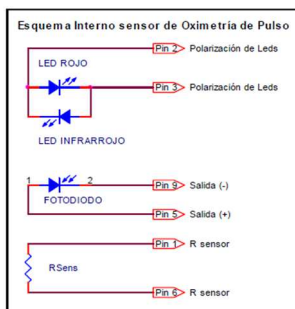 Esquema Interno sensor de Oximetría de Pulso
Pin 2 Polarización de Leds
LED ROJO
Pin 3 Polarización de Leds
LED INFRARROJO
1 2 Pin 9 Salida (-)
FOTODIODO
Pin 5 Salida (+)
Pin 1 R sensor
RSens
Pin 6 R sensor